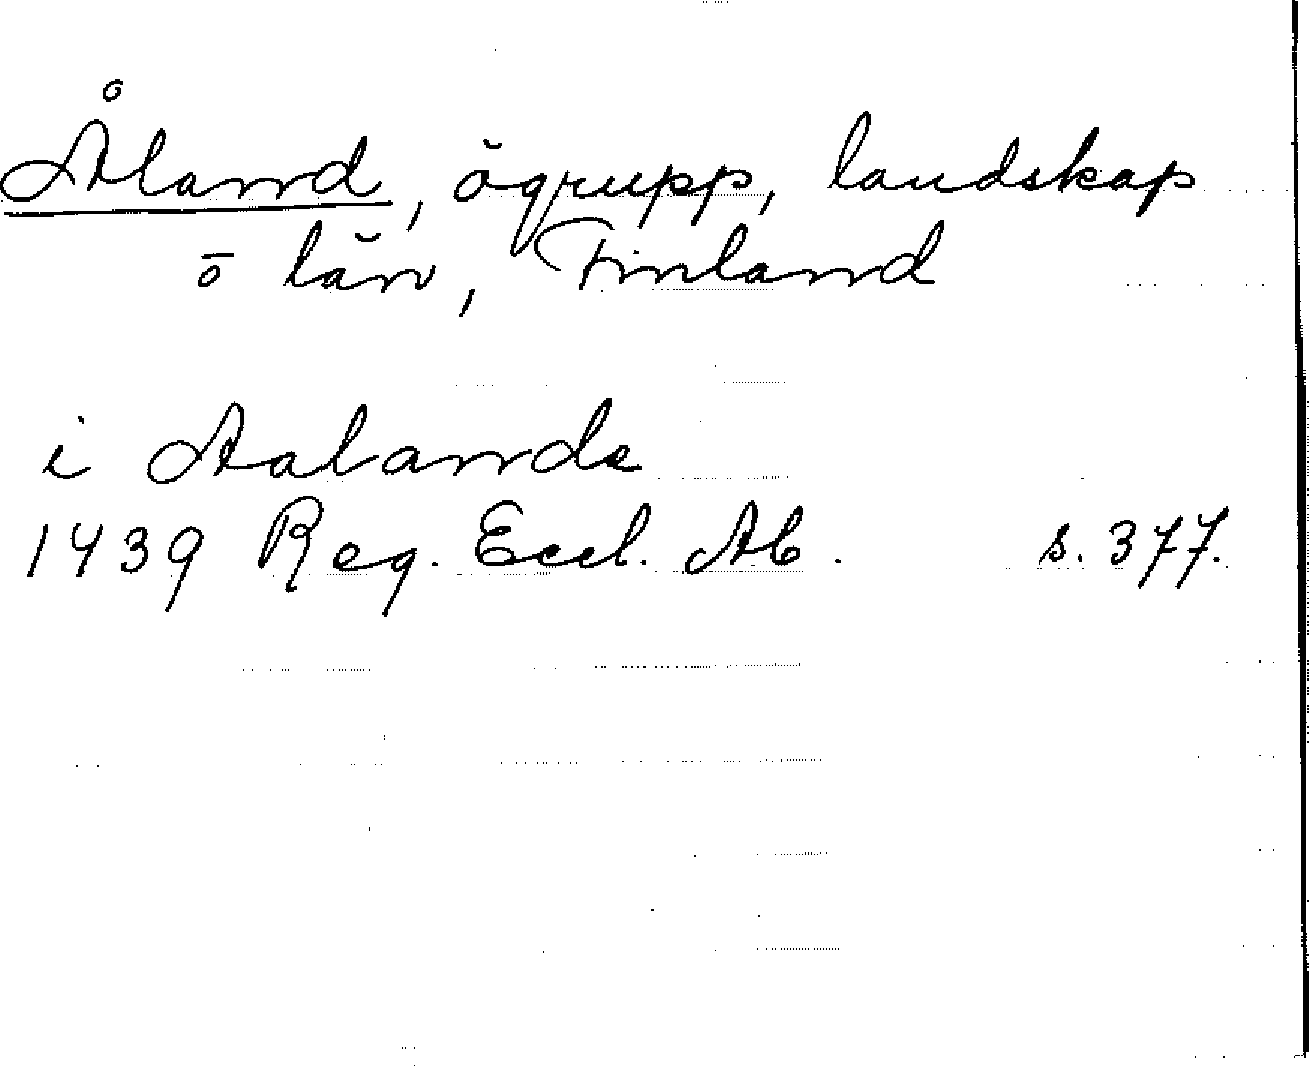 Åland, ögrupp, landskap
o län, Finland
i Aalande
1439 Reg. Eccl. Ab. s. 377.